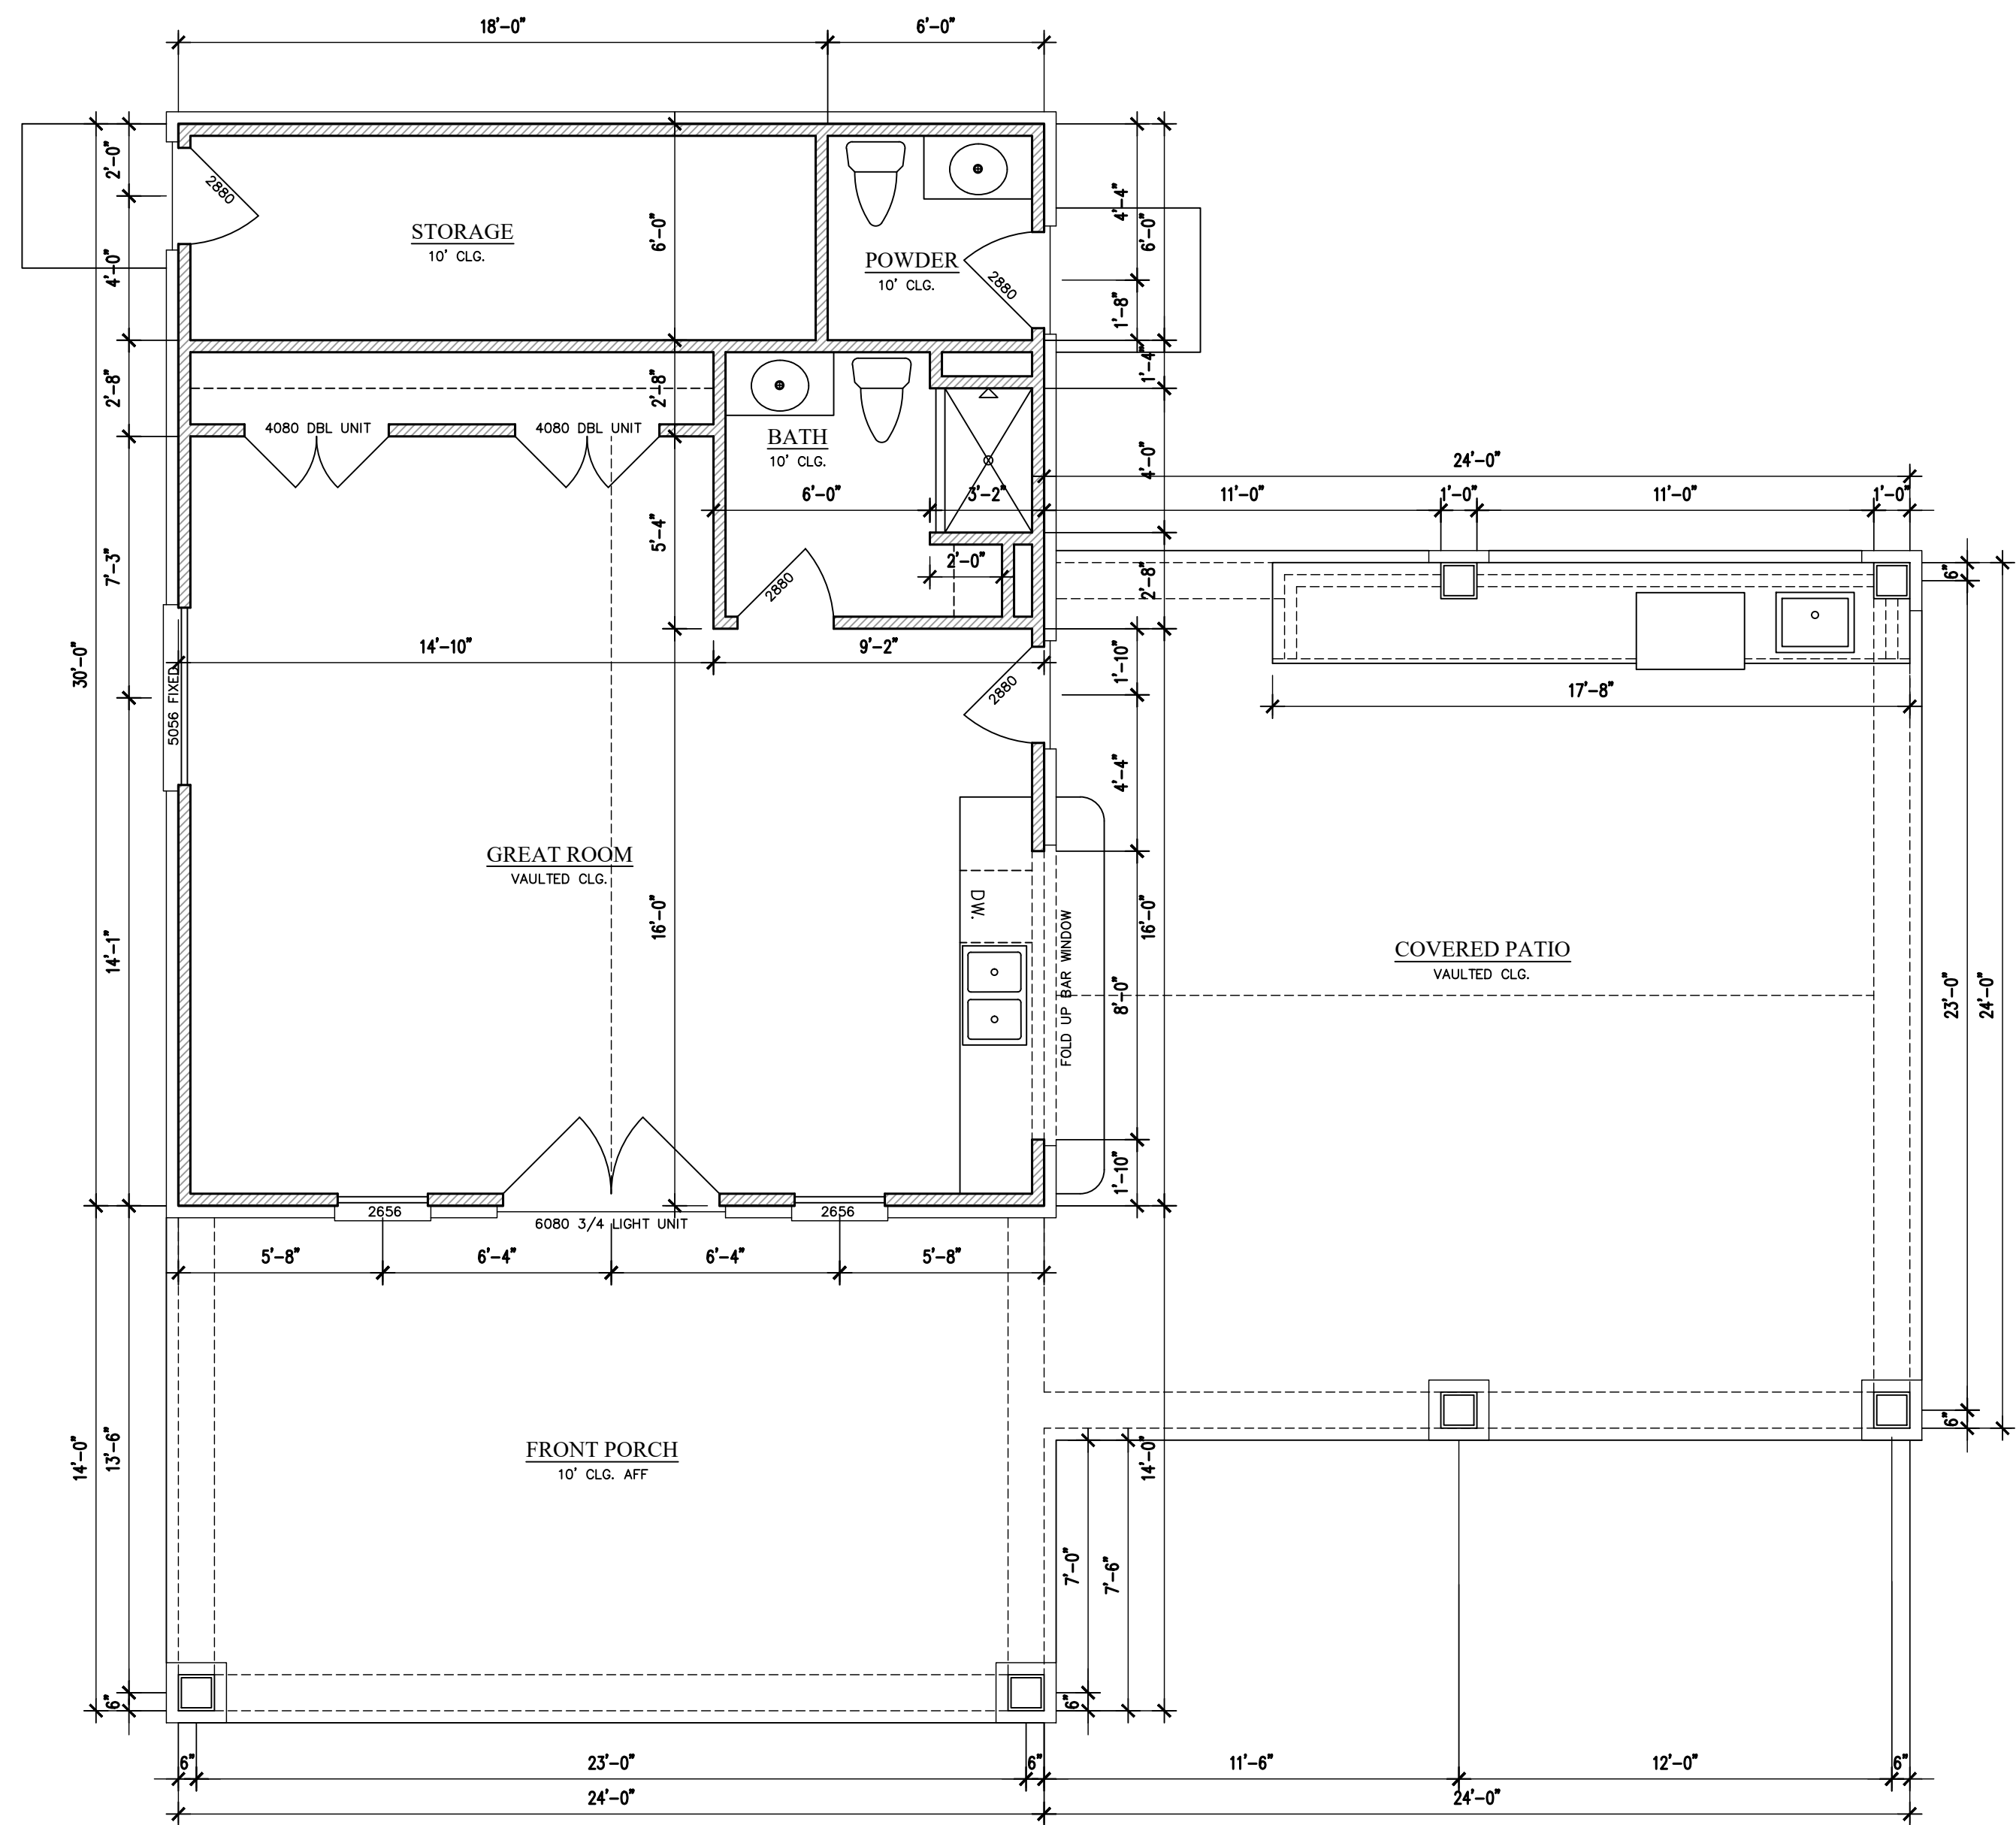 18'-0" 6'-0"
2'-0"
4'-0"
2'-8"
7'-3"
30'-0"
14'-1"
2880
STORAGE
10' CLG.
6'-0"
POWDER
10' CLG.
2880
4'-4"
6'-0"
1'-8"
1'-4"
2'-8"
4080 DBL UNIT 4080 DBL UNIT
BATH
10' CLG.
6'-0" 3'-2"
4'-0"
5'-4"
2'-0"
2880
2'-8"
24'-0"
11'-0" 1'-0" 11'-0" 1'-0"
6"
17'-8"
14'-10" 9'-2"
5056 FIXED
2880
1'-10"
4'-4"
GREAT ROOM
VAULTED CLG.
16'-0"
DW.
FOLD UP BAR WINDOW
8'-0"
16'-0"
1'-10"
COVERED PATIO
VAULTED CLG.
23'-0"
24'-0"
6"
2656 2656
6080 3/4 LIGHT UNIT
5'-8" 6'-4" 6'-4" 5'-8"
14'-0"
13'-6"
6"
FRONT PORCH
10' CLG. AFF
14'-0"
7'-0"
7'-6"
6"
6" 23'-0" 6" 11'-6" 12'-0" 6"
24'-0" 24'-0"